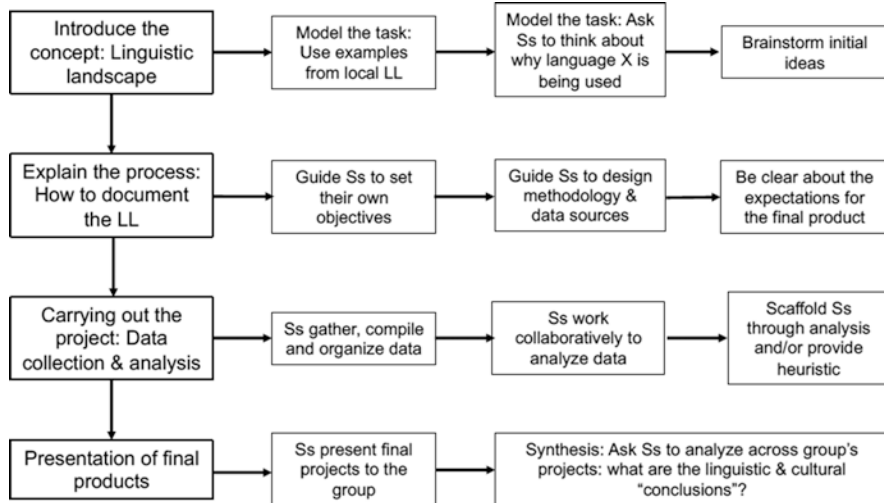 Introduce the
concept: Linguistic
landscape
Model the task:
Use examples
from local LL
Model the task: Ask
Ss to think about
why language X is
being used
Brainstorm initial
ideas
Explain the process:
How to document
the LL
Guide Ss to set
their own
objectives
Guide Ss to design
methodology &
data sources
Be clear about the
expectations for
the final product
Carrying out the
project: Data
collection & analysis
Ss gather, compile
and organize data
Ss work
collaboratively to
analyze data
Scaffold Ss
through analysis
and/or provide
heuristic
Presentation of final
products
Ss present final
projects to the
group
Synthesis: Ask Ss to analyze across group's
projects: what are the linguistic & cultural
“conclusions”?